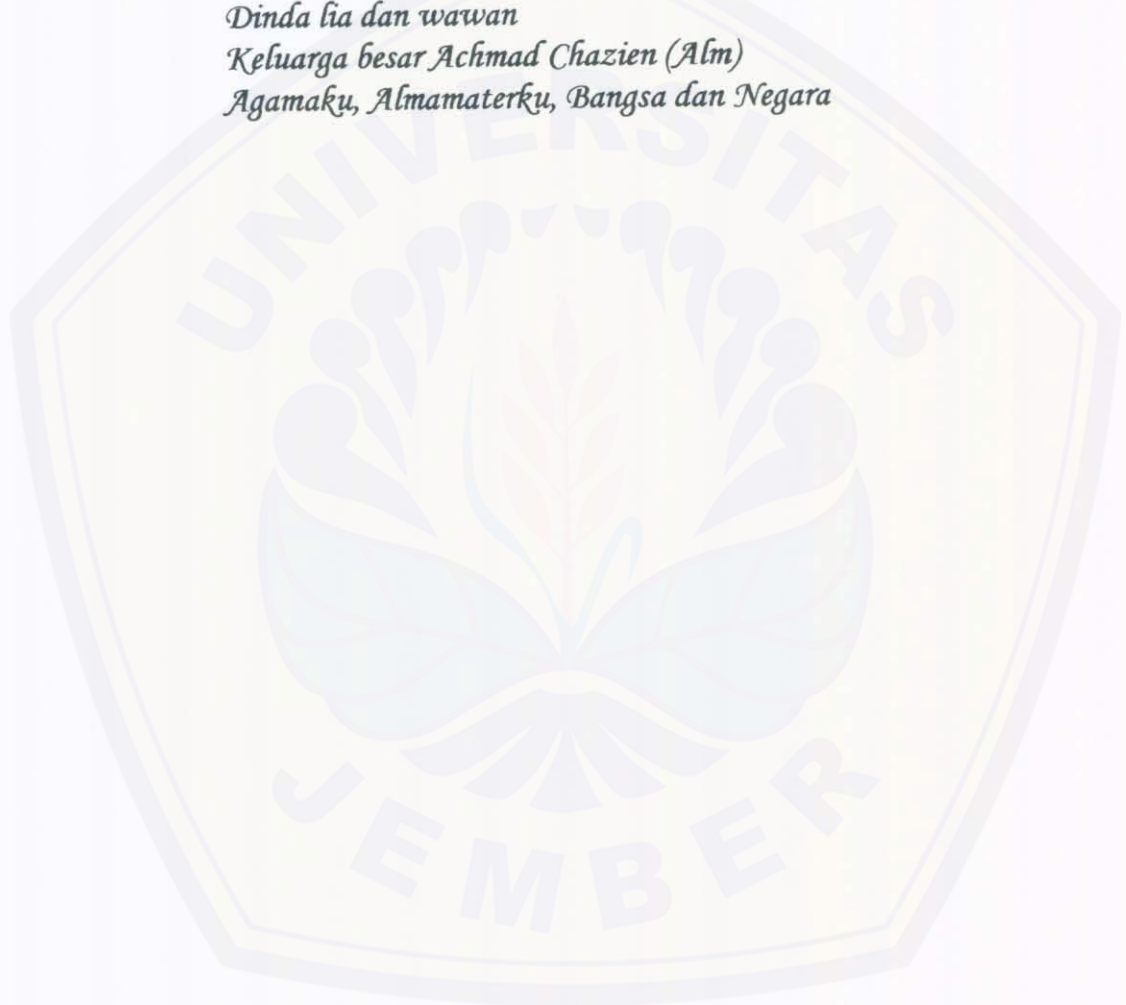 Dinda lia dan wawan
Keluarga besar Achmad Chazien (Alm)
Agamaku, Almamaterku, Bangsa dan Negara
UNIVERSITAS
JEMBER